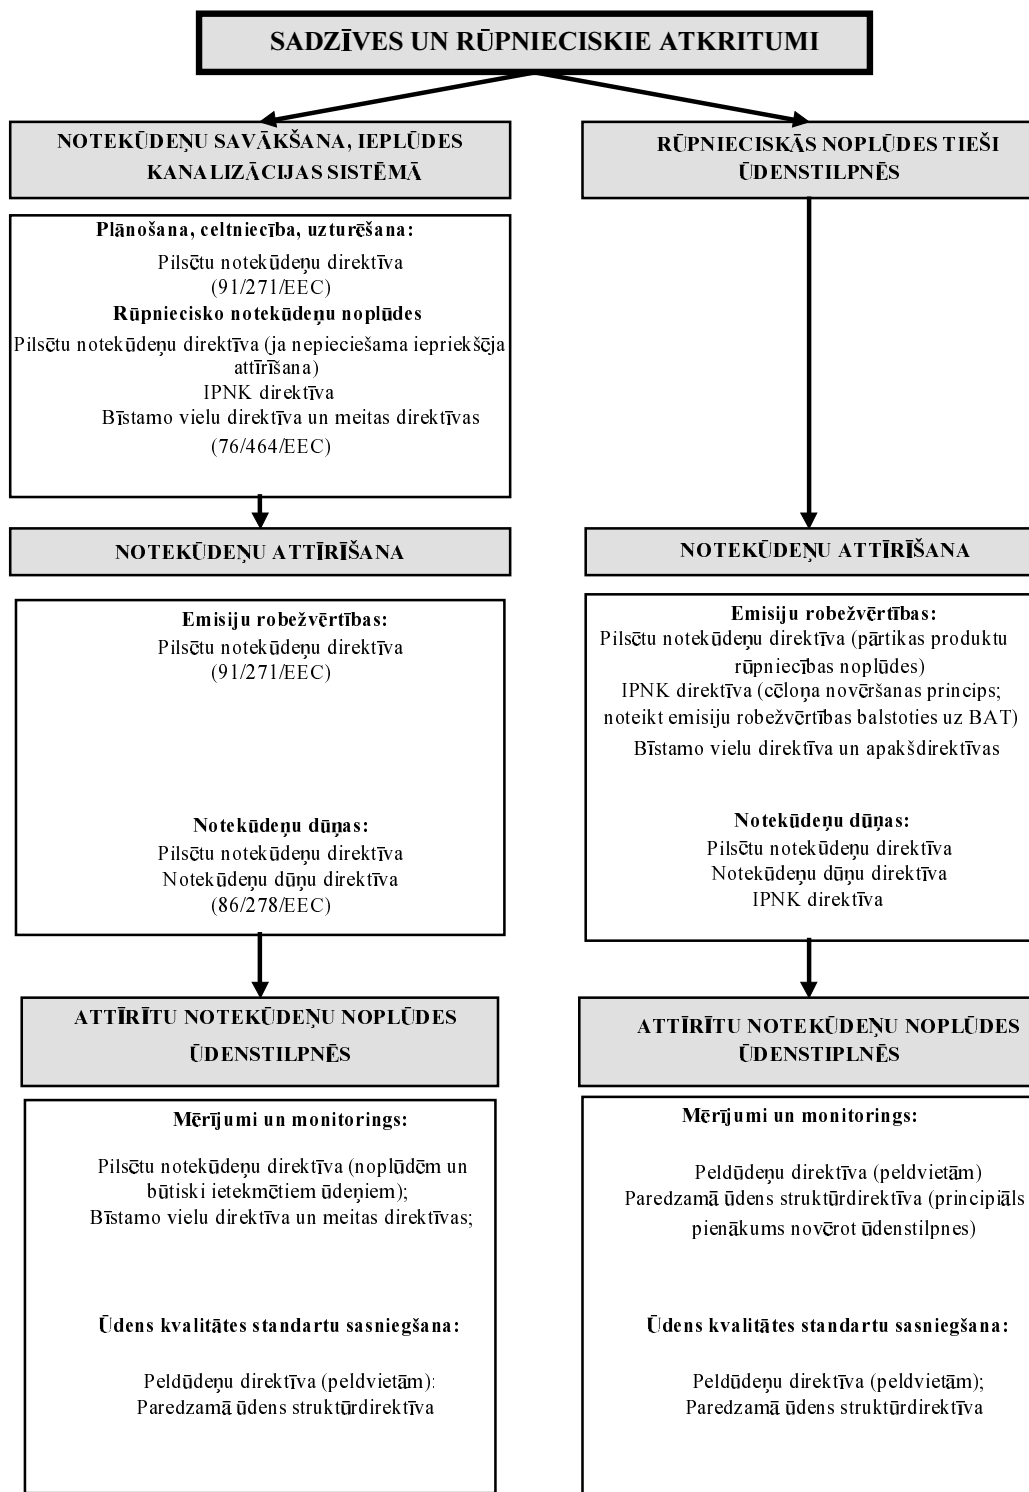 SADZĪVES UN RŪPNIECISKIE ATKRITUMI
NOTEKŪDEŅU SAVĀKŠANA, IEPLŪDES
KANALIZĀCIJAS SISTĒMĀ
Plānošana, celtniecība, uzturēšana:
Pilsētu notekūdeņu direktīva
(91/271/EEC)
Rūpniecisko notekūdeņu noplūdes
Pilsētu notekūdeņu direktīva (ja nepieciešama iepriekšēja
attīrīšana)
IPNK direktīva
Bīstamo vielu direktīva un meitas direktīvas
(76/464/EEC)
NOTEKŪDEŅU ATTĪRĪŠANA
Emisiju robežvērtības:
Pilsētu notekūdeņu direktīva
(91/271/EEC)
Notekūdeņu dūņas:
Pilsētu notekūdeņu direktīva
Notekūdeņu dūņu direktīva
(86/278/EEC)
ATTĪRĪTU NOTEKŪDEŅU NOPLŪDES
ŪDENSTILPNĒS
Mērījumi un monitorings:
Pilsētu notekūdeņu direktīva (noplūdēm un
būtiski ietekmētiem ūdeņiem);
Bīstamo vielu direktīva un meitas direktīvas;
Ūdens kvalitātes standartu sasniegšana:
Peldūdeņu direktīva (peldvietām):
Paredzamā ūdens struktūrdirektīva
RŪPNIECISKĀS NOPLŪDES TIEŠI
ŪDENSTILPNĒS
NOTEKŪDEŅU ATTĪRĪŠANA
Emisiju robežvērtības:
Pilsētu notekūdeņu direktīva (pārtikas produktu
rūpniecības noplūdes)
IPNK direktīva (cēloņa novēršanas princips;
noteikt emisiju robežvērtības balstoties uz BAT)
Bīstamo vielu direktīva un apakšdirektīvas
Notekūdeņu dūņas:
Pilsētu notekūdeņu direktīva
Notekūdeņu dūņu direktīva
IPNK direktīva
ATTĪRĪTU NOTEKŪDEŅU NOPLŪDES
ŪDENSTIPLNĒS
Mērījumi un monitorings:
Peldūdeņu direktīva (peldvietām)
Paredzamā ūdens struktūrdirektīva (principiāls
pienākums novērot ūdenstilpnes)
Ūdens kvalitātes standartu sasniegšana:
Peldūdeņu direktīva (peldvietām);
Paredzamā ūdens struktūrdirektīva